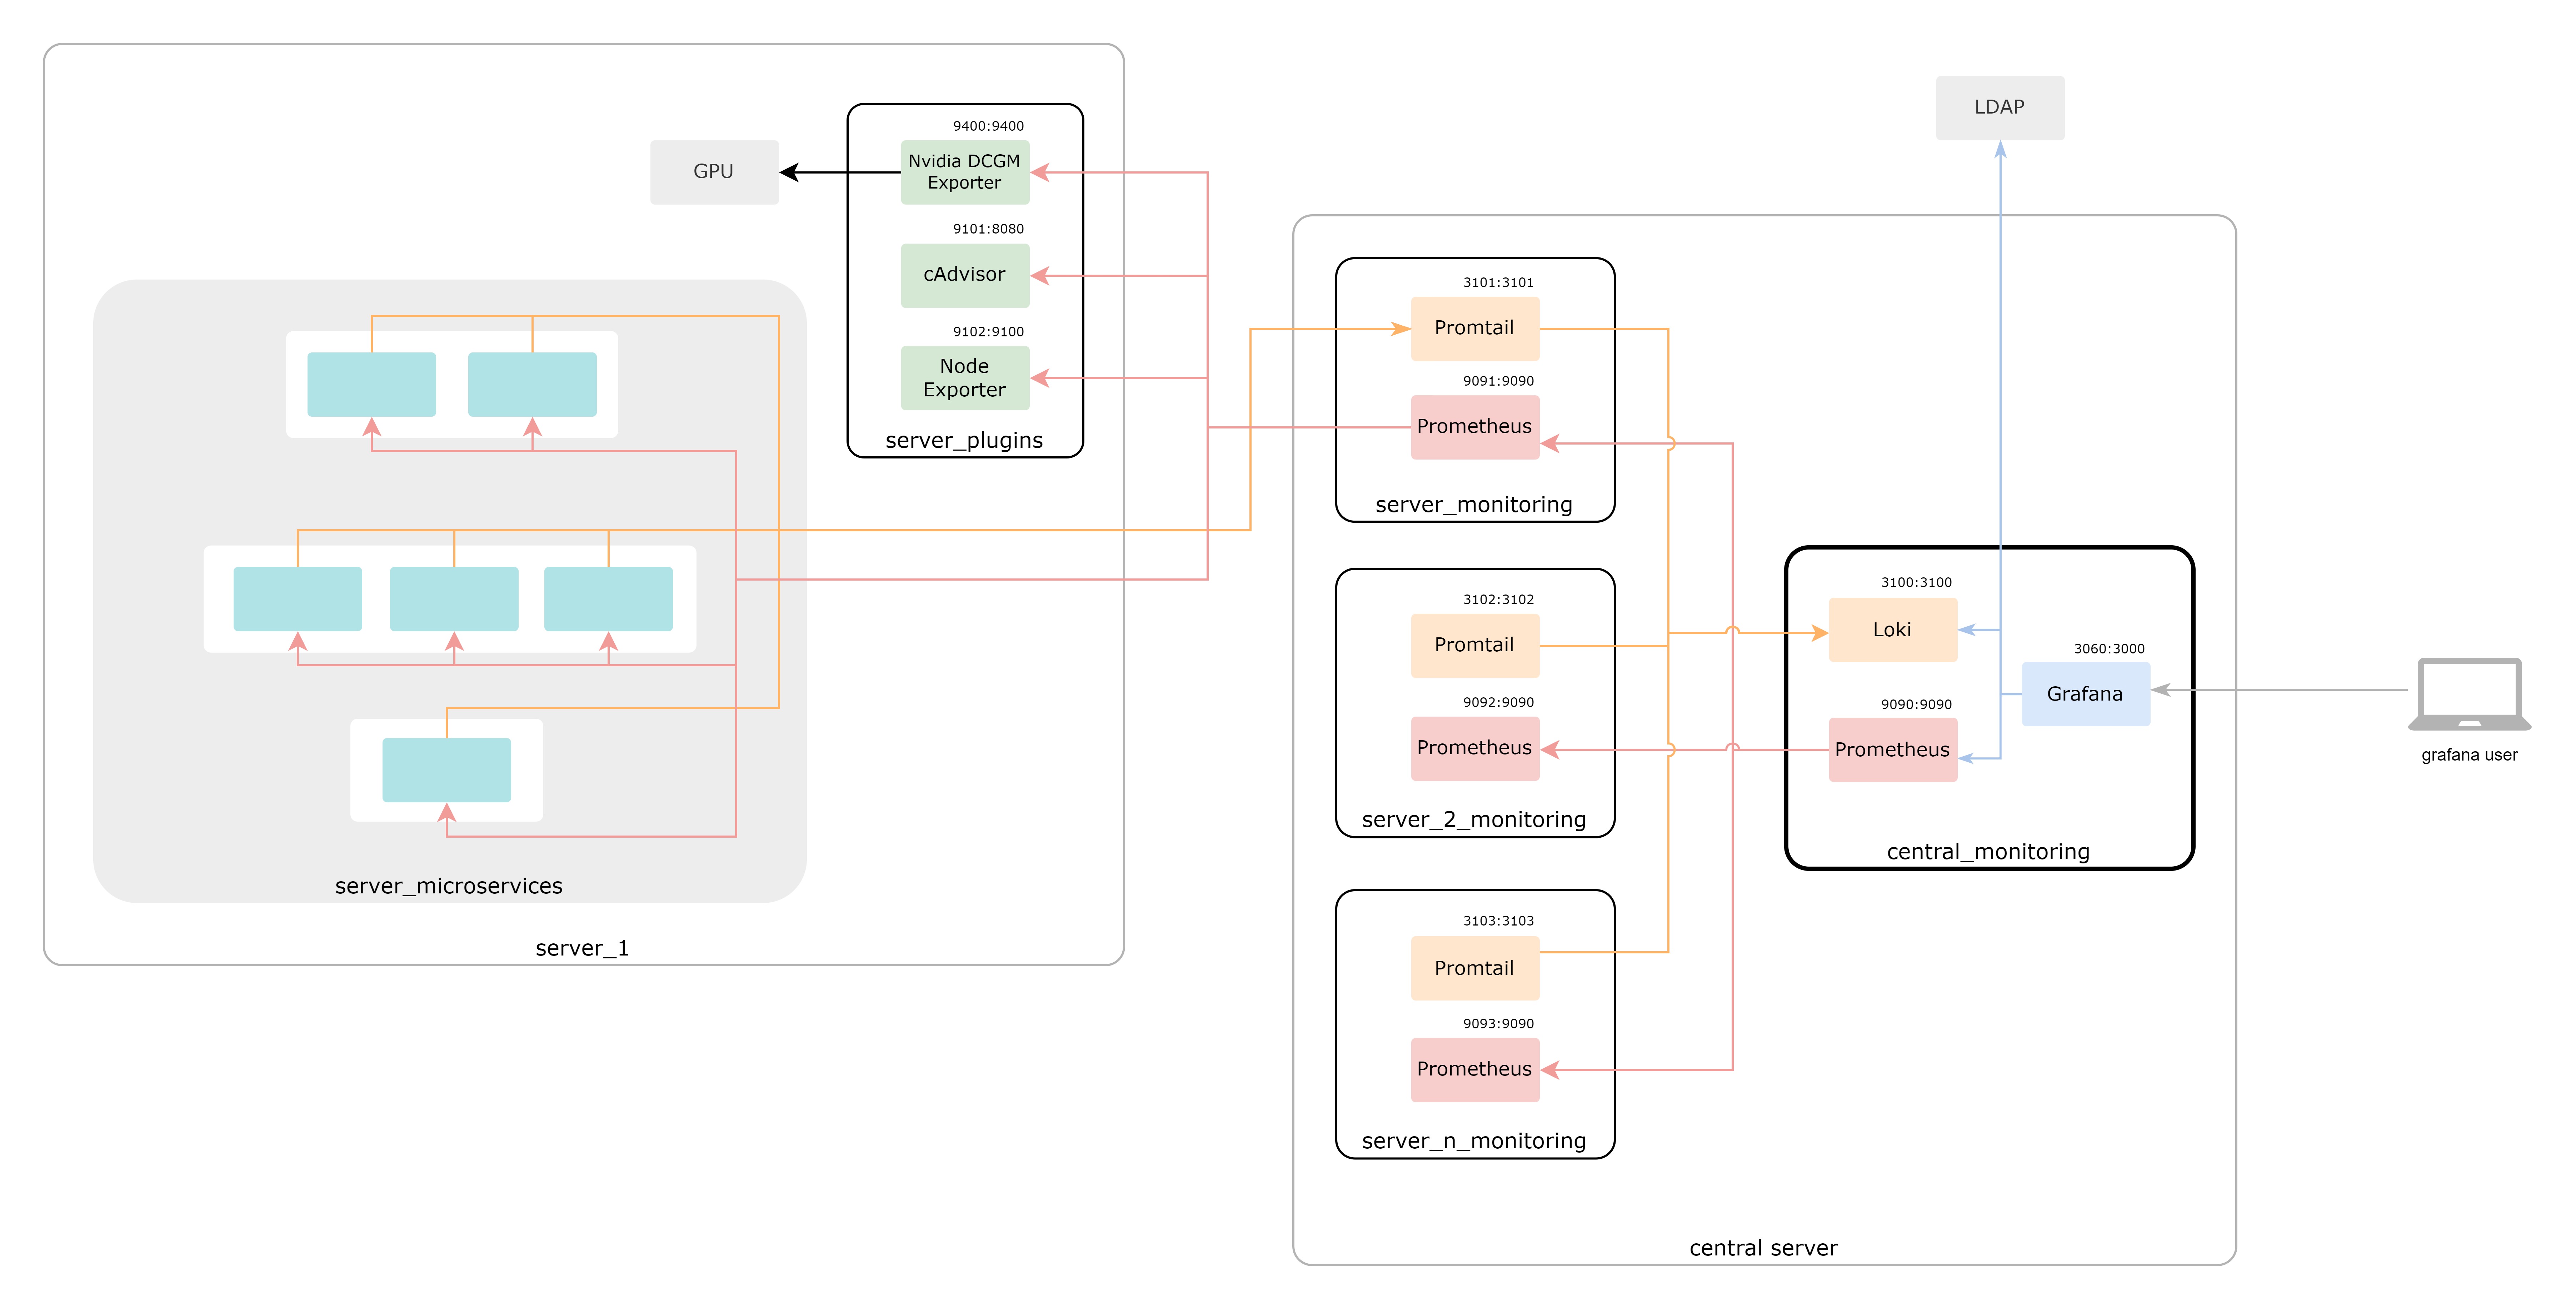 9400:9400
Nvidia DCGM
Exporter
GPU
9101:8080
cAdvisor
9102:9100
Node
Exporter
server_plugins
server_microservices
server_1
LDAP
3101:3101
Promtail
9091:9090
Prometheus
server_monitoring
3102:3102
Promtail
9092:9090
Prometheus
server_2_monitoring
3103:3103
Promtail
9093:9090
Prometheus
server_n_monitoring
3100:3100
Loki
3060:3000
Grafana
9090:9090
Prometheus
central_monitoring
central server
grafana user